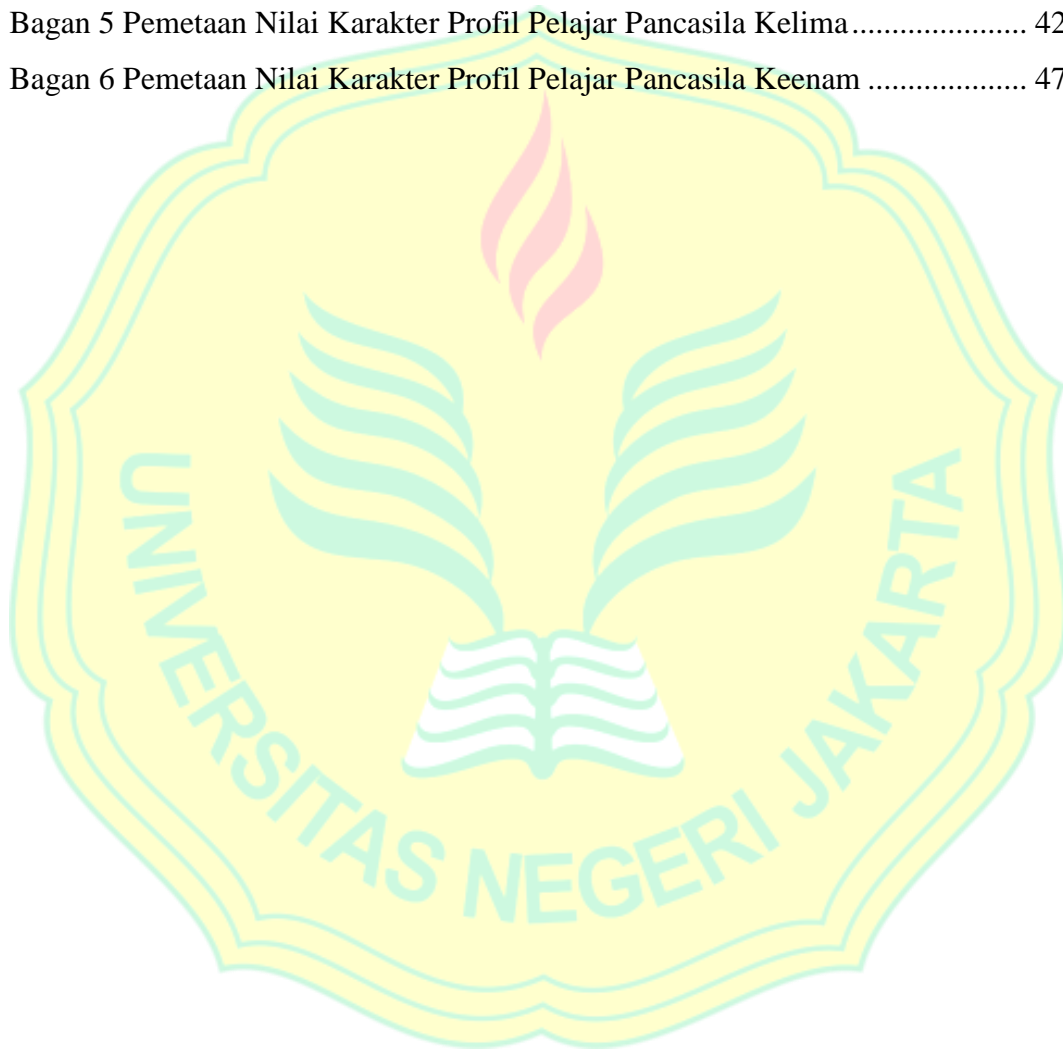 Bagan 5 Pemetaan Nilai Karakter Profil Pelajar Pancasila Kelima ..................... 42
Bagan 6 Pemetaan Nilai Karakter Profil Pelajar Pancasila Keenam ................... 47
UNIVERSITAS NEGERI JAKARTA